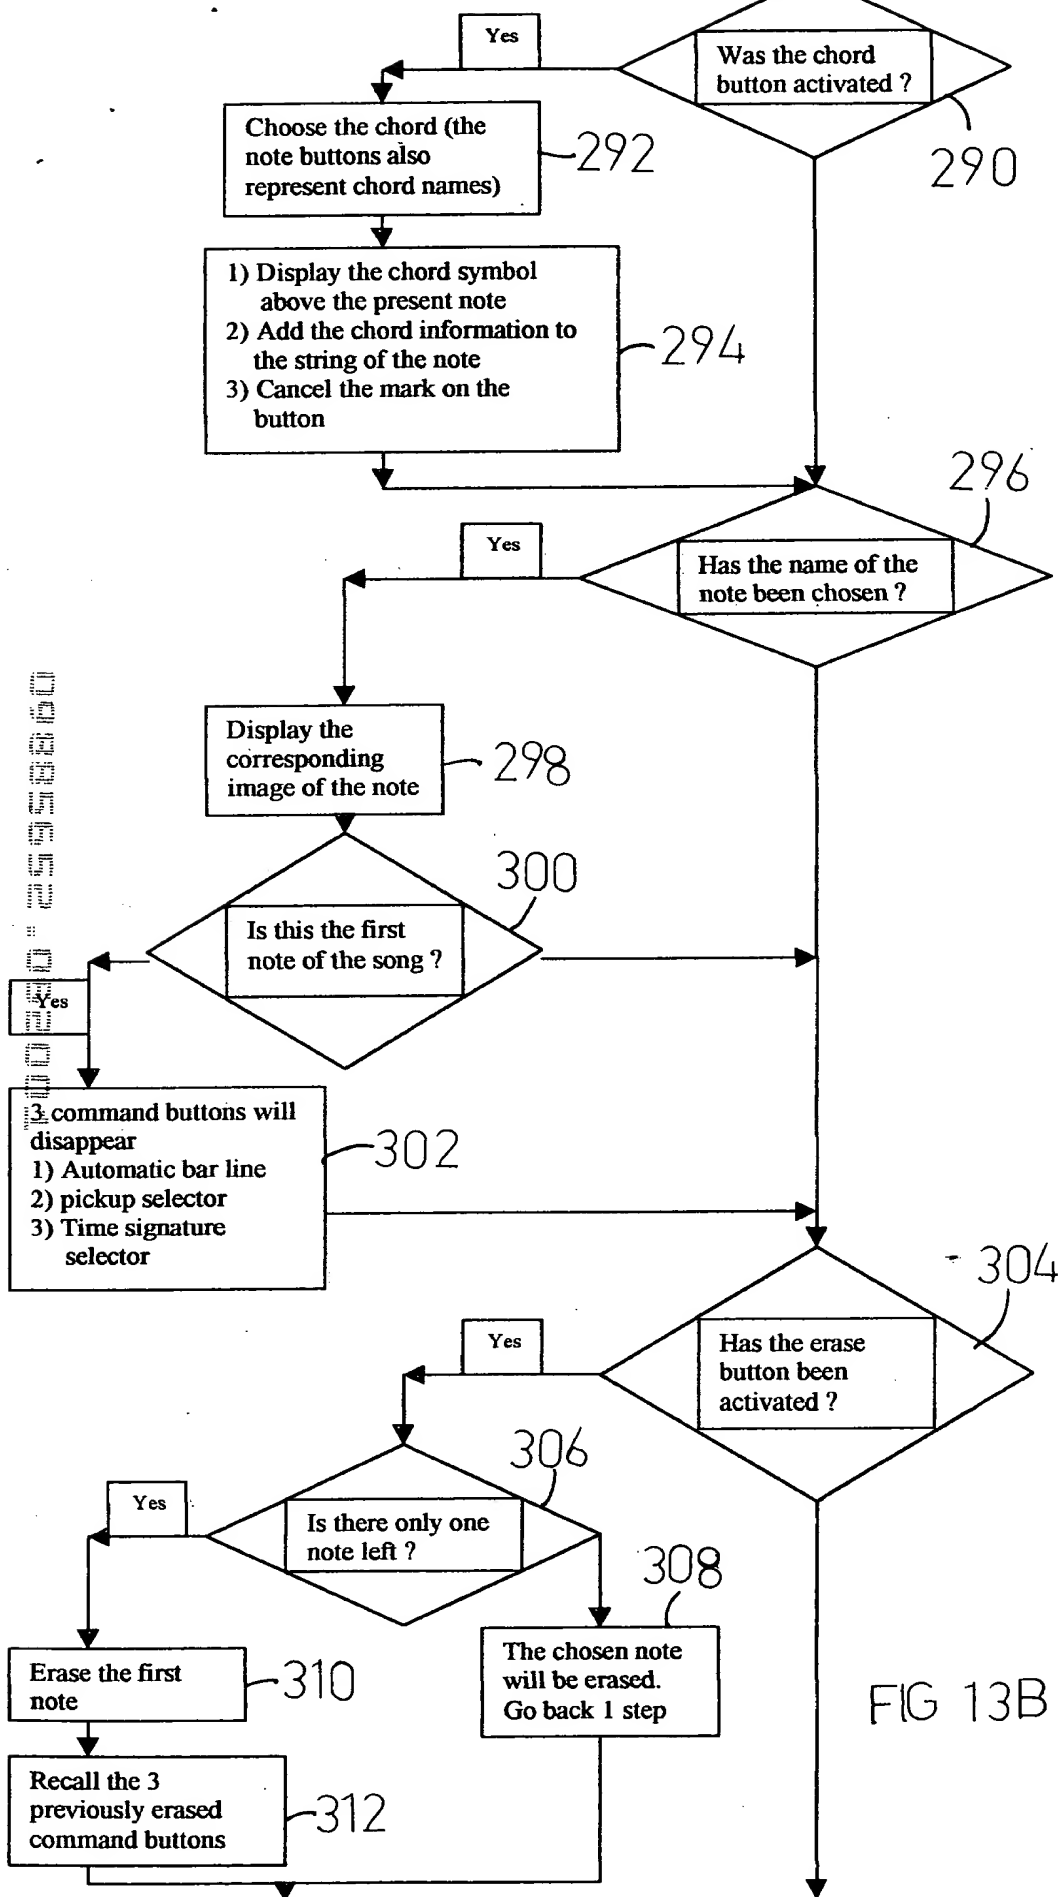 Yes
Was the chord
button activated ?
290
Choose the chord (the
note buttons also
represent chord names)
292
1) Display the chord symbol
above the present note
2) Add the chord information to
the string of the note
3) Cancel the mark on the
button
294
296
Yes
Has the name of the
note been chosen ?
Display the
corresponding
image of the note
298
300
Is this the first
note of the song ?
Yes
3 command buttons will
disappear
1) Automatic bar line
2) pickup selector
3) Time signature
selector
302
304
Yes
Has the erase
button been
activated ?
306
Yes
Is there only one
note left ?
308
The chosen note
will be erased.
Go back 1 step
Erase the first
note
310
Recall the 3
previously erased
command buttons
312
FIG 13B